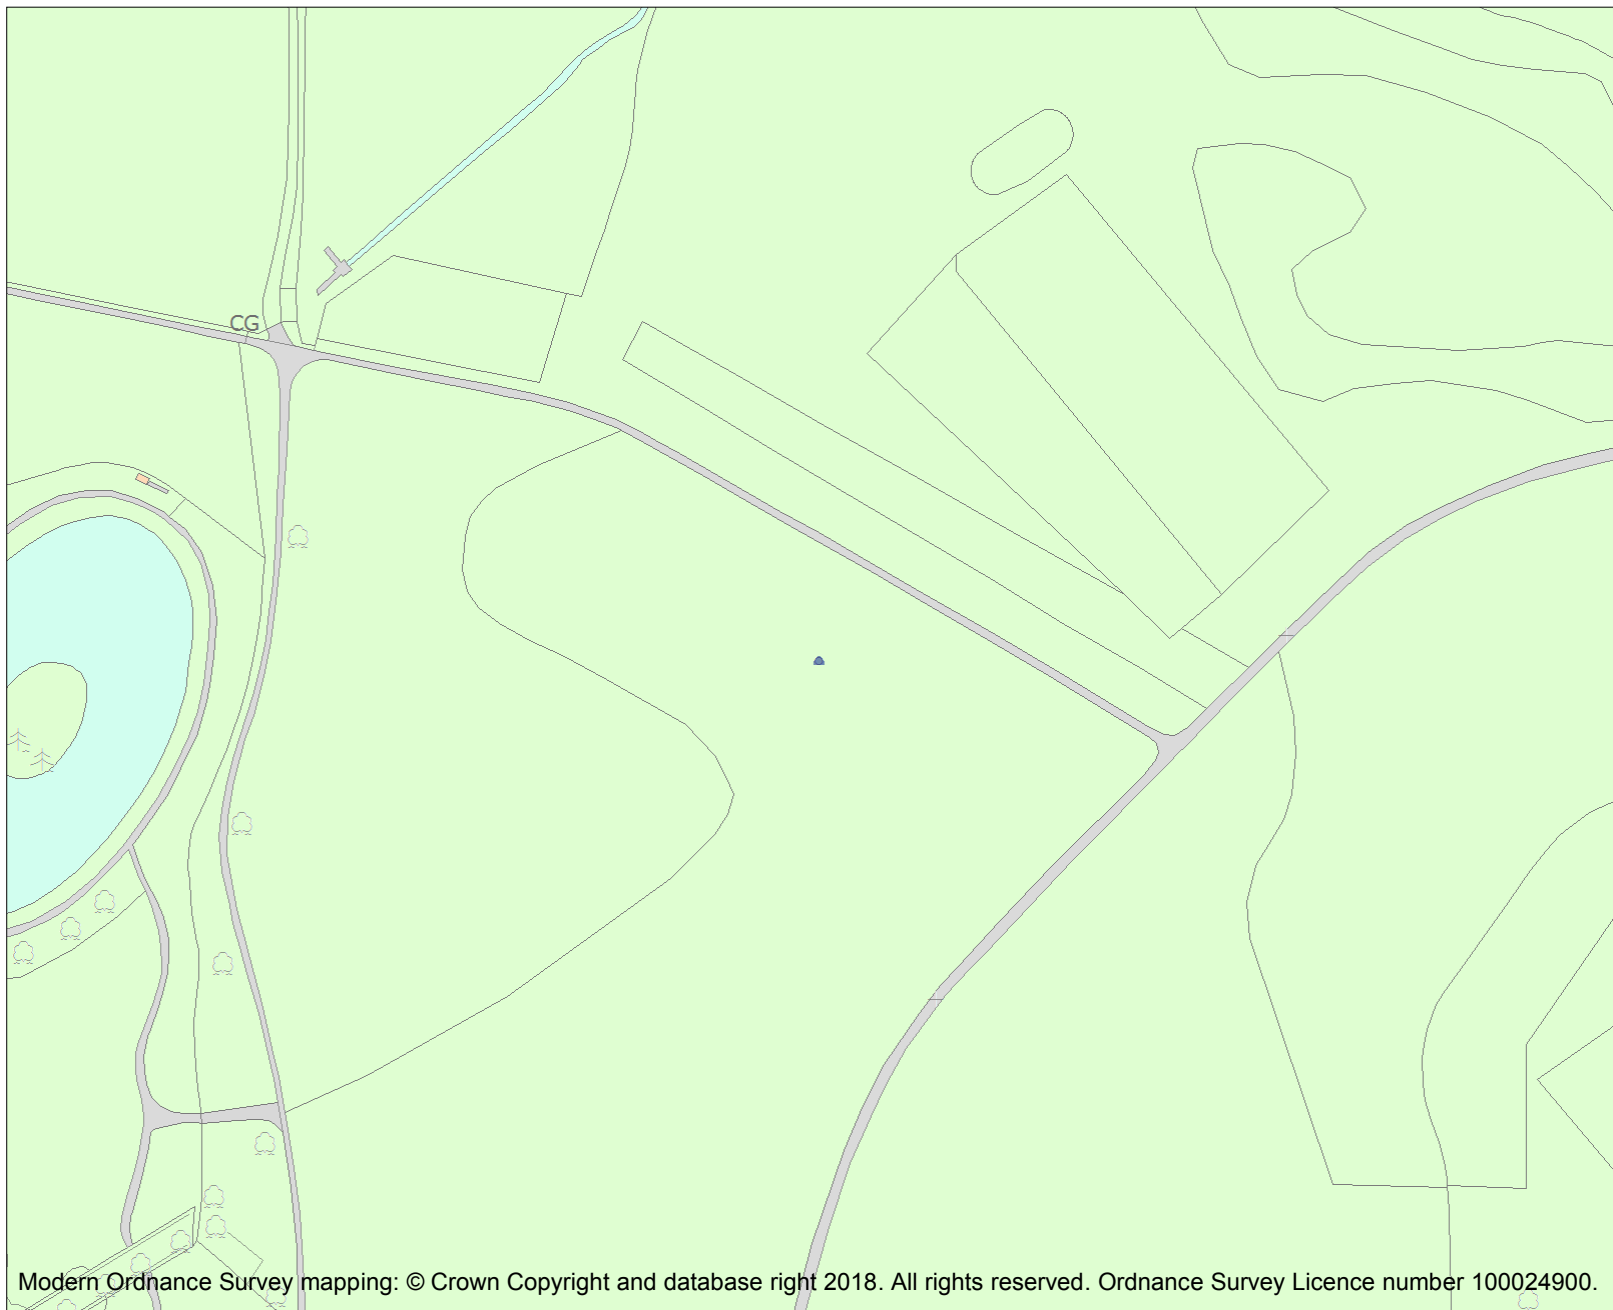 CG
Modern Ordnance Survey mapping: © Crown Copyright and database right 2018. All rights reserved. Ordnance Survey Licence number 100024900.